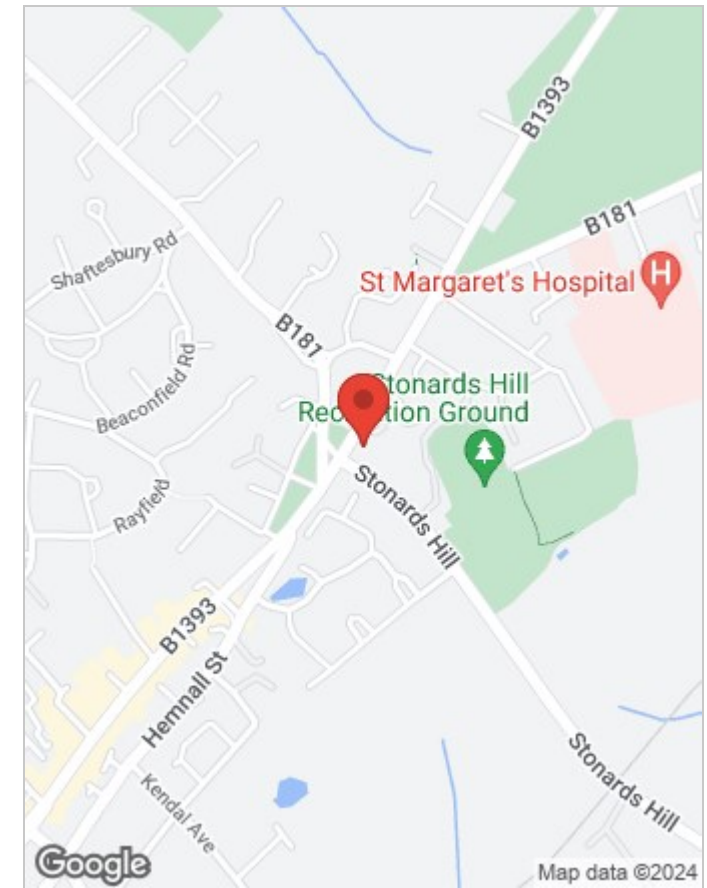 B1393
B181
Shaftesbury Rd
St Margaret's Hospital
H
B181
Beaconfield Rd
Stonards Hill
Ground
Rayfield
Stonards Hill
B1393
Hemnall St
Kendal Ave
Stonards Hill
Google
Map data ©2024